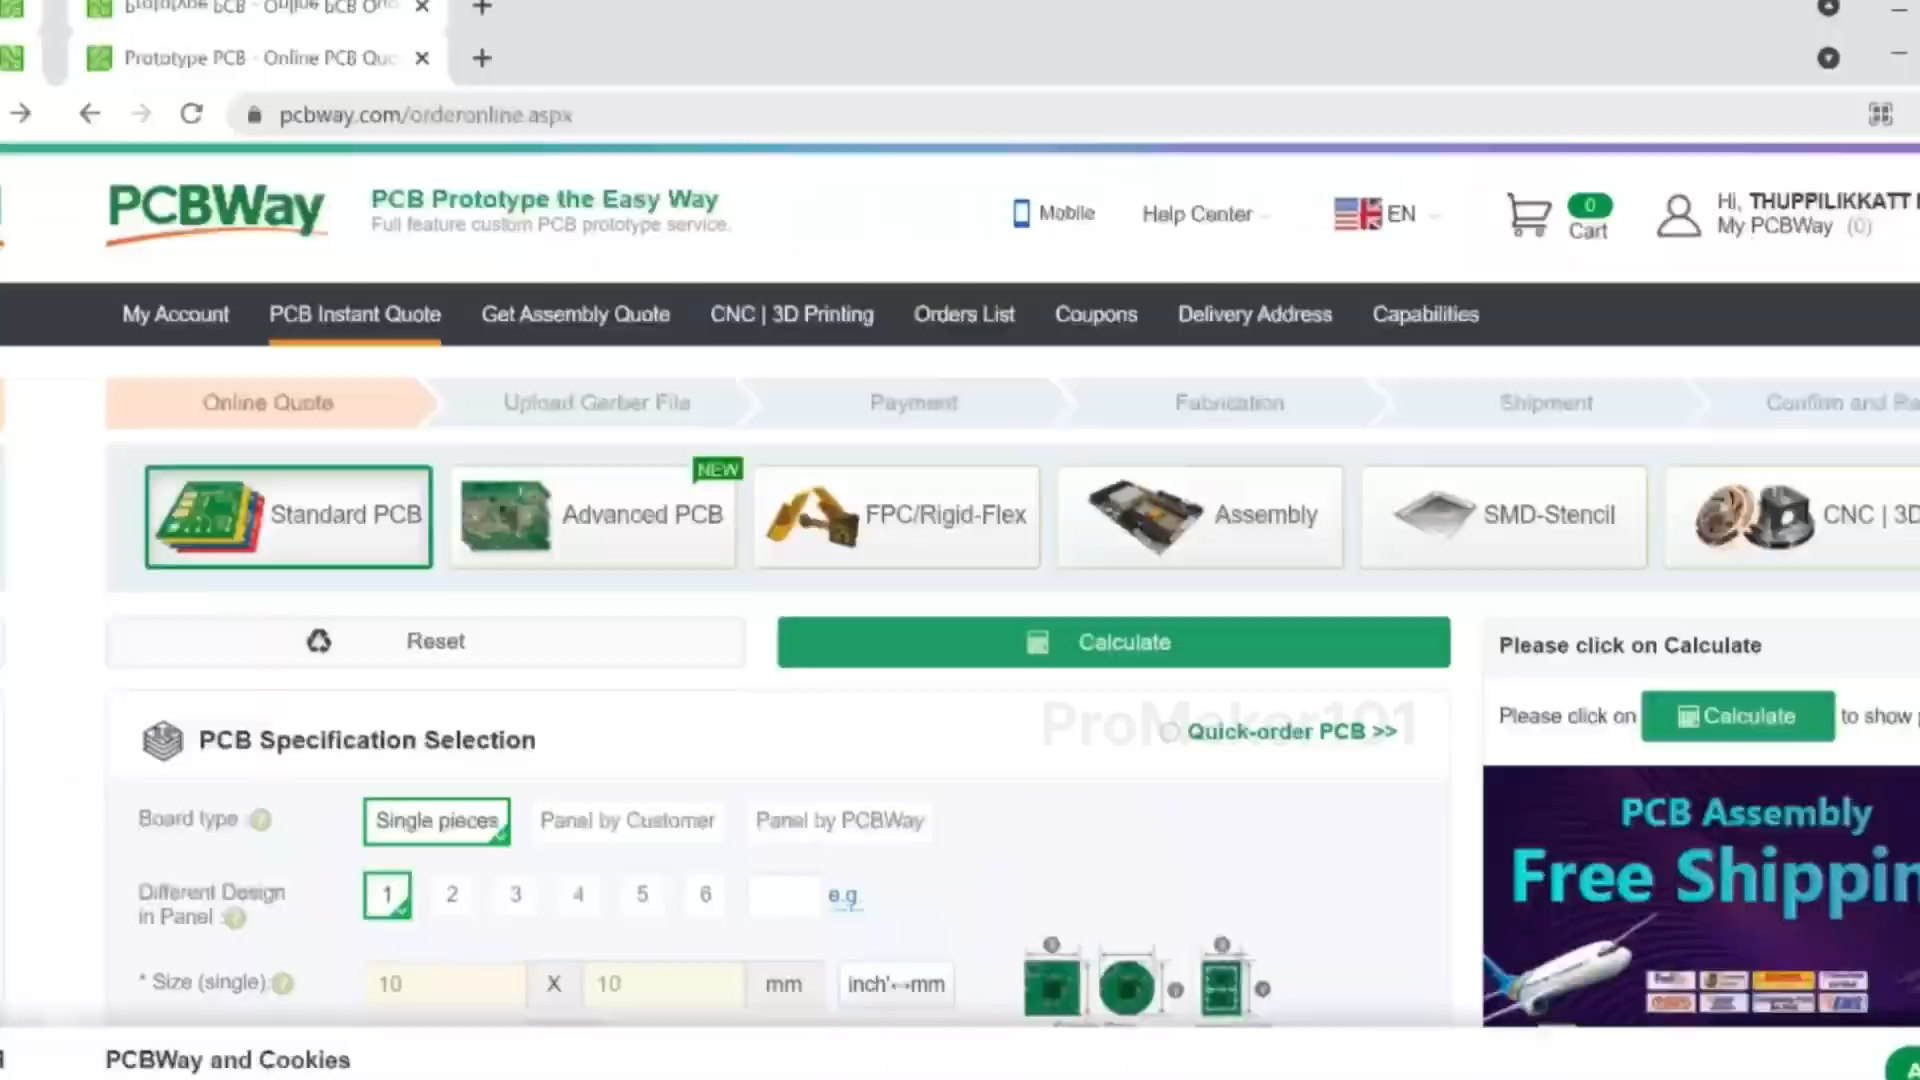 Prototype PCB - Online PCB Quo
pcbway.com/orderonline.aspx
PCBWay
PCB Prototype the Easy Way
Full feature custom PCB prototype service.
Mobile
Help Center
EN
0
Cart
Hi, THUPPILIKKATT
My PCBWay (0)
My Account
PCB Instant Quote
Get Assembly Quote
CNC | 3D Printing
Orders List
Coupons
Delivery Address
Capabilities
Online Quote
Upload Gerber File
Payment
Fabrication
Shipment
Confirm and Re
Standard PCB
NEW
Advanced PCB
FPC/Rigid-Flex
Assembly
SMD-Stencil
CNC | 3D
Reset
Calculate
Please click on Calculate
Please click on Calculate to show
PCB Specification Selection
ProMaker101
Quick-order PCB >>
Board type
Single pieces
Panel by Customer
Panel by PCBWay
Different Design
in Panel :
1 2 3 4 5 6 e.g.
* Size (single):
10 X 10 mm inch'↔mm
PCB Assembly
Free Shippin
PCBWay and Cookies